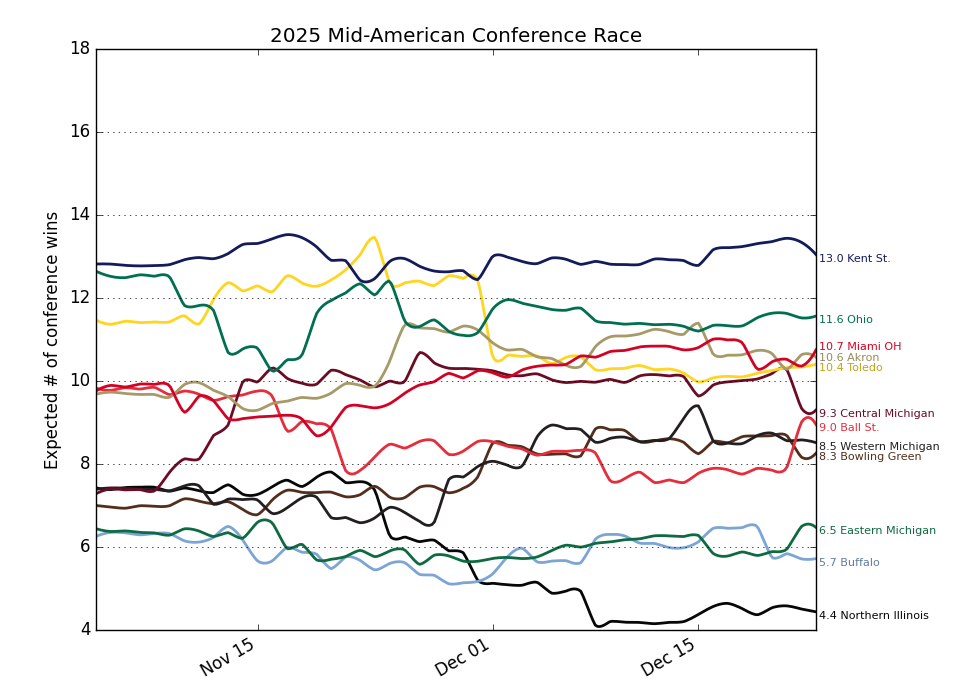 2025 Mid-American Conference Race
Expected # of conference wins
18
16
14
12
10
8
6
4
Nov 15
Dec 01
Dec 15
13.0 Kent St.
11.6 Ohio
10.7 Miami OH
10.6 Akron
10.4 Toledo
9.3 Central Michigan
9.0 Ball St.
8.5 Western Michigan
8.3 Bowling Green
6.5 Eastern Michigan
5.7 Buffalo
4.4 Northern Illinois